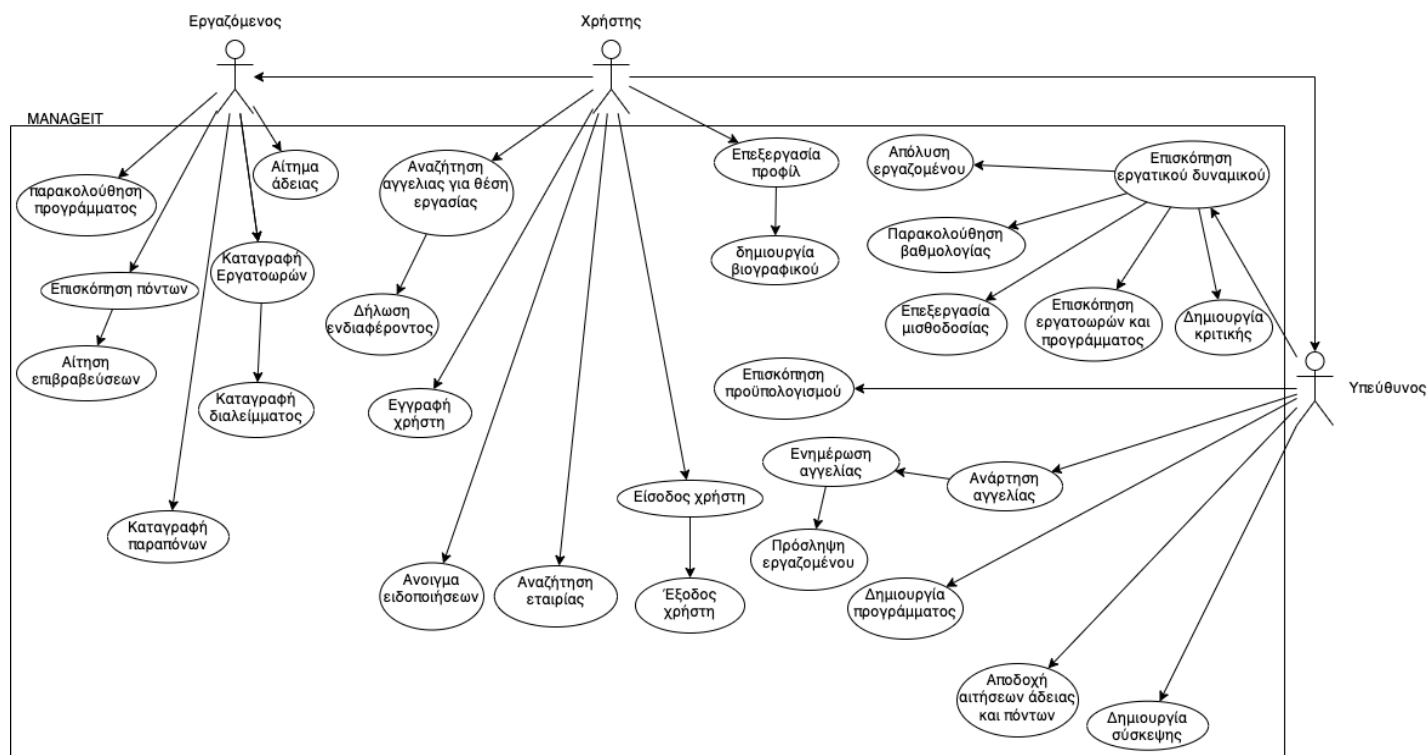 Εργαζόμενος
Χρήστης
MANAGEIT
παρακολούθηση
προγράμματος
Αίτημα
άδειας
Επισκόπηση πόντων
Καταγραφή
Εργατοωρών
Αίτηση
επιβραβεύσεων
Καταγραφή
διαλείμματος
Καταγραφή
παραπόνων
Αναζήτηση
αγγελιας για θέση
εργασίας
Δήλωση
ενδιαφέροντος
Εγγραφή
χρήστη
Ανοιγμα
ειδοποιήσεων
Αναζήτηση
εταιρίας
Είσοδος χρήστη
Έξοδος
χρήστη
Επεξεργασία
προφίλ
δημιουργία
βιογραφικού
Απόλυση
εργαζομένου
Επισκόπηση
εργατικού δυναμικού
Παρακολούθηση
βαθμολογίας
Επεξεργασία
μισθοδοσίας
Επισκόπηση
εργατοωρών και
προγράμματος
Δημιουργία
κριτικής
Υπεύθυνος
Επισκόπηση
προϋπολογισμού
Ενημέρωση
αγγελίας
Ανάρτηση
αγγελίας
Πρόσληψη
εργαζομένου
Δημιουργία
προγράμματος
Αποδοχή
αιτήσεων άδειας
και πόντων
Δημιουργία
σύσκεψης